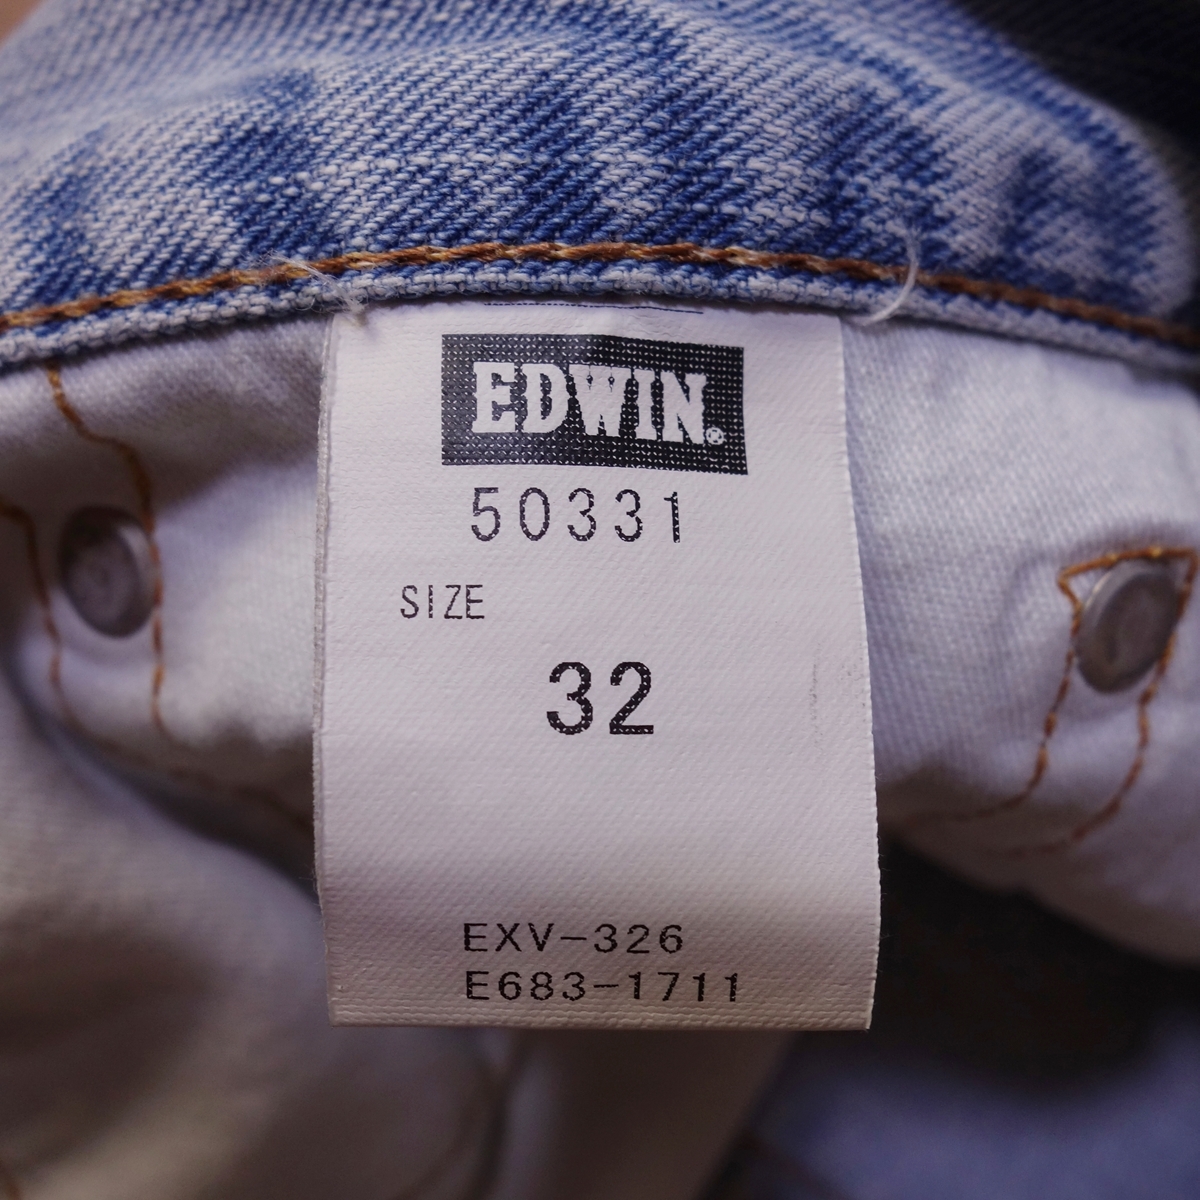 EDWIN®
50331
SIZE
32
EXV-326
E683-1711